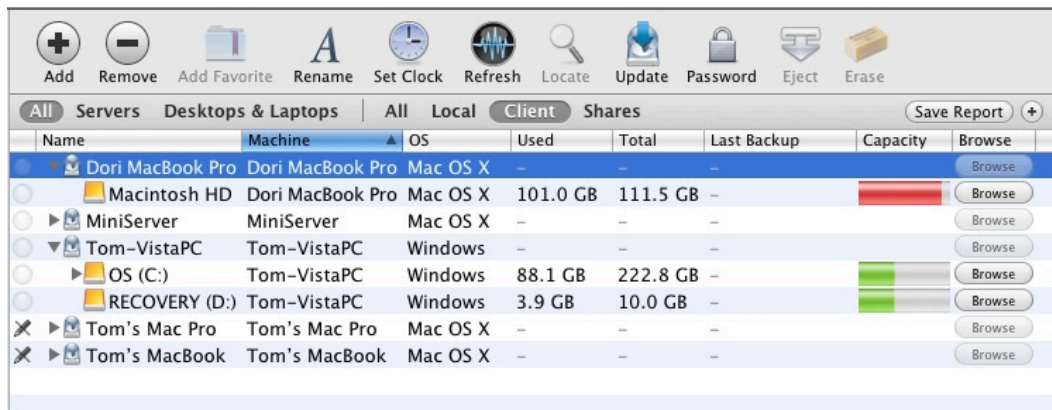 Add Remove Add Favorite Rename Set Clock Refresh Locate Update Password Eject Erase
All Servers Desktops & Laptops All Local Client Shares Save Report
Name Machine OS Used Total Last Backup Capacity Browse
Dori MacBook Pro Dori MacBook Pro Mac OS X – – – Browse
Macintosh HD Dori MacBook Pro Mac OS X 101.0 GB 111.5 GB – Browse
MiniServer MiniServer Mac OS X – – – Browse
Tom-VistaPC Tom-VistaPC Windows – – – Browse
OS (C:) Tom-VistaPC Windows 88.1 GB 222.8 GB – Browse
RECOVERY (D:) Tom-VistaPC Windows 3.9 GB 10.0 GB – Browse
Tom's Mac Pro Tom's Mac Pro Mac OS X – – – Browse
Tom's MacBook Tom's MacBook Mac OS X – – – Browse